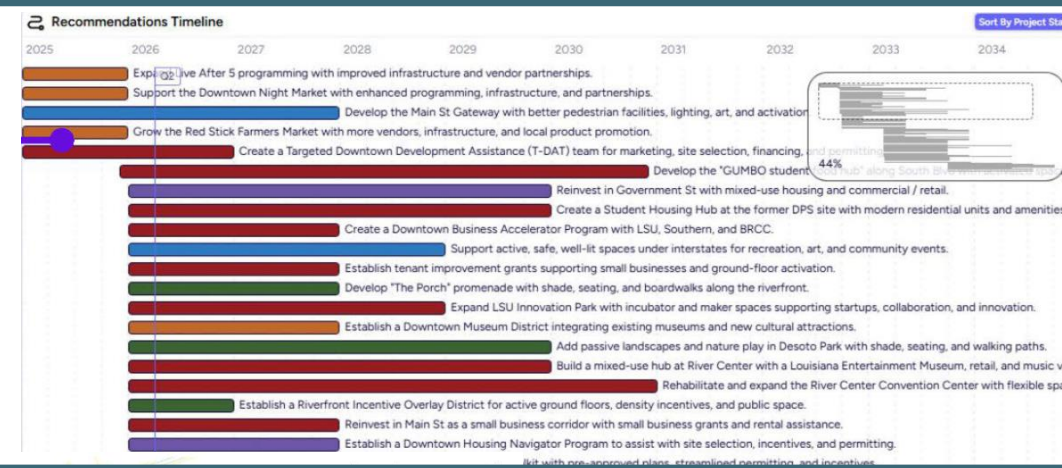 Recommendations Timeline
Sort By Project Sta
2025 2026 2027 2028 2029 2030 2031 2032 2033 2034
Q2
Expand Live After 5 programming with improved infrastructure and vendor partnerships.
Support the Downtown Night Market with enhanced programming, infrastructure, and partnerships.
Develop the Main St Gateway with better pedestrian facilities, lighting, art, and activation
Grow the Red Stick Farmers Market with more vendors, infrastructure, and local product promotion.
Create a Targeted Downtown Development Assistance (T-DAT) team for marketing, site selection, financing, and permitting
44%
Develop the "GUMBO student food hub" along South Blvd with
Reinvest in Government St with mixed-use housing and commercial / retail.
Create a Student Housing Hub at the former DPS site with modern residential units and amenities
Create a Downtown Business Accelerator Program with LSU, Southern, and BRCC.
Support active, safe, well-lit spaces under interstates for recreation, art, and community events.
Establish tenant improvement grants supporting small businesses and ground-floor activation.
Develop "The Porch" promenade with shade, seating, and boardwalks along the riverfront.
Expand LSU Innovation Park with incubator and maker spaces supporting startups, collaboration, and innovation.
Establish a Downtown Museum District integrating existing museums and new cultural attractions.
Add passive landscapes and nature play in Desoto Park with shade, seating, and walking paths.
Build a mixed-use hub at River Center with a Louisiana Entertainment Museum, retail, and music v
Rehabilitate and expand the River Center Convention Center with flexible spa
Establish a Riverfront Incentive Overlay District for active ground floors, density incentives, and public space.
Reinvest in Main St as a small business corridor with small business grants and rental assistance.
Establish a Downtown Housing Navigator Program to assist with site selection, incentives, and permitting.
lkit with pre-approved plans, streamlined permitting, and incentives